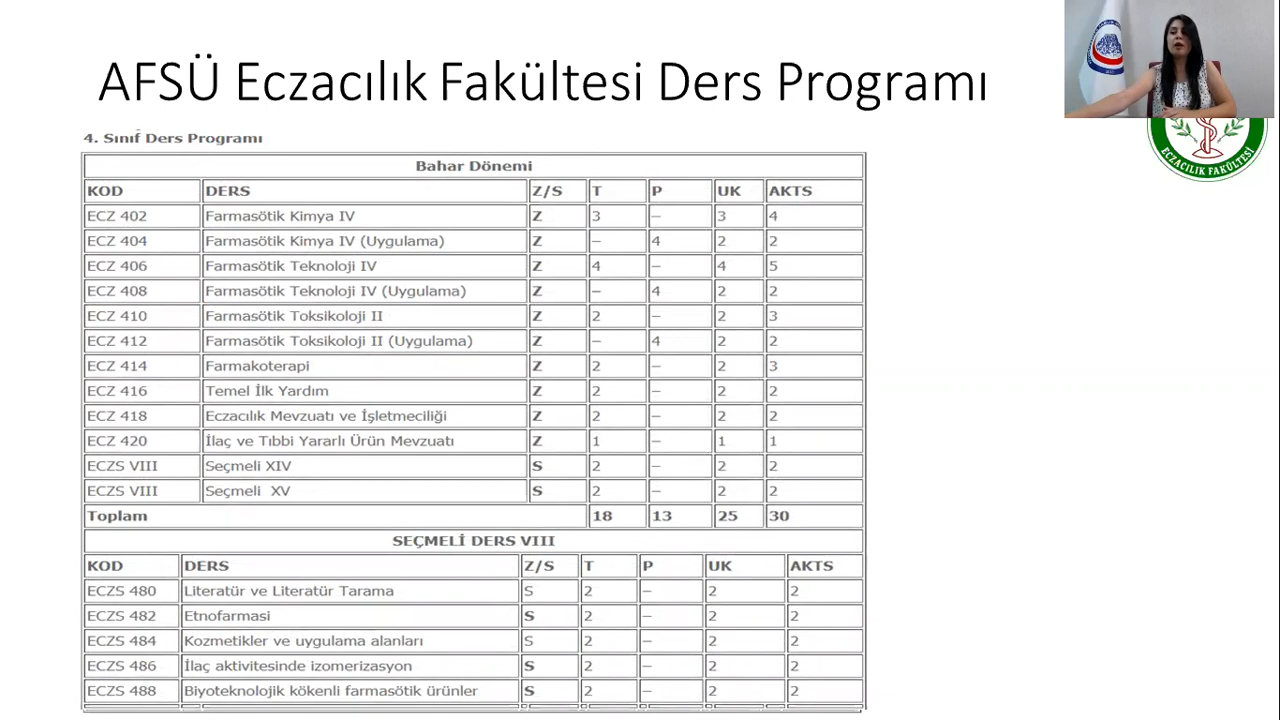 AFSÜ Eczacılık Fakültesi Ders Programı
4. Sınıf Ders Programı
Bahar Dönemi
KOD DERS Z/S T P UK AKTS
ECZ 402 Farmasötik Kimya IV Z 3 – 3 4
ECZ 404 Farmasötik Kimya IV (Uygulama) Z – 4 2 2
ECZ 406 Farmasötik Teknoloji IV Z 4 – 4 5
ECZ 408 Farmasötik Teknoloji IV (Uygulama) Z – 4 2 2
ECZ 410 Farmasötik Toksikoloji II Z 2 – 2 3
ECZ 412 Farmasötik Toksikoloji II (Uygulama) Z – 4 2 2
ECZ 414 Farmakoterapi Z 2 – 2 3
ECZ 416 Temel İlk Yardım Z 2 – 2 2
ECZ 418 Eczacılık Mevzuatı ve İşletmeciliği Z 2 – 2 2
ECZ 420 İlaç ve Tıbbi Yararlı Ürün Mevzuatı Z 1 – 1 1
ECZS VIII Seçmeli XIV S 2 – 2 2
ECZS VIII Seçmeli XV S 2 – 2 2
Toplam 18 13 25 30
SEÇMELİ DERS VIII
KOD DERS Z/S T P UK AKTS
ECZS 480 Literatür ve Literatür Tarama S 2 – 2 2
ECZS 482 Etnofarmasi S 2 – 2 2
ECZS 484 Kozmetikler ve uygulama alanları S 2 – 2 2
ECZS 486 İlaç aktivitesinde izomerizasyon S 2 – 2 2
ECZS 488 Biyoteknolojik kökenli farmasötik ürünler S 2 – 2 2
ECZACILIK FAKÜLTESİ